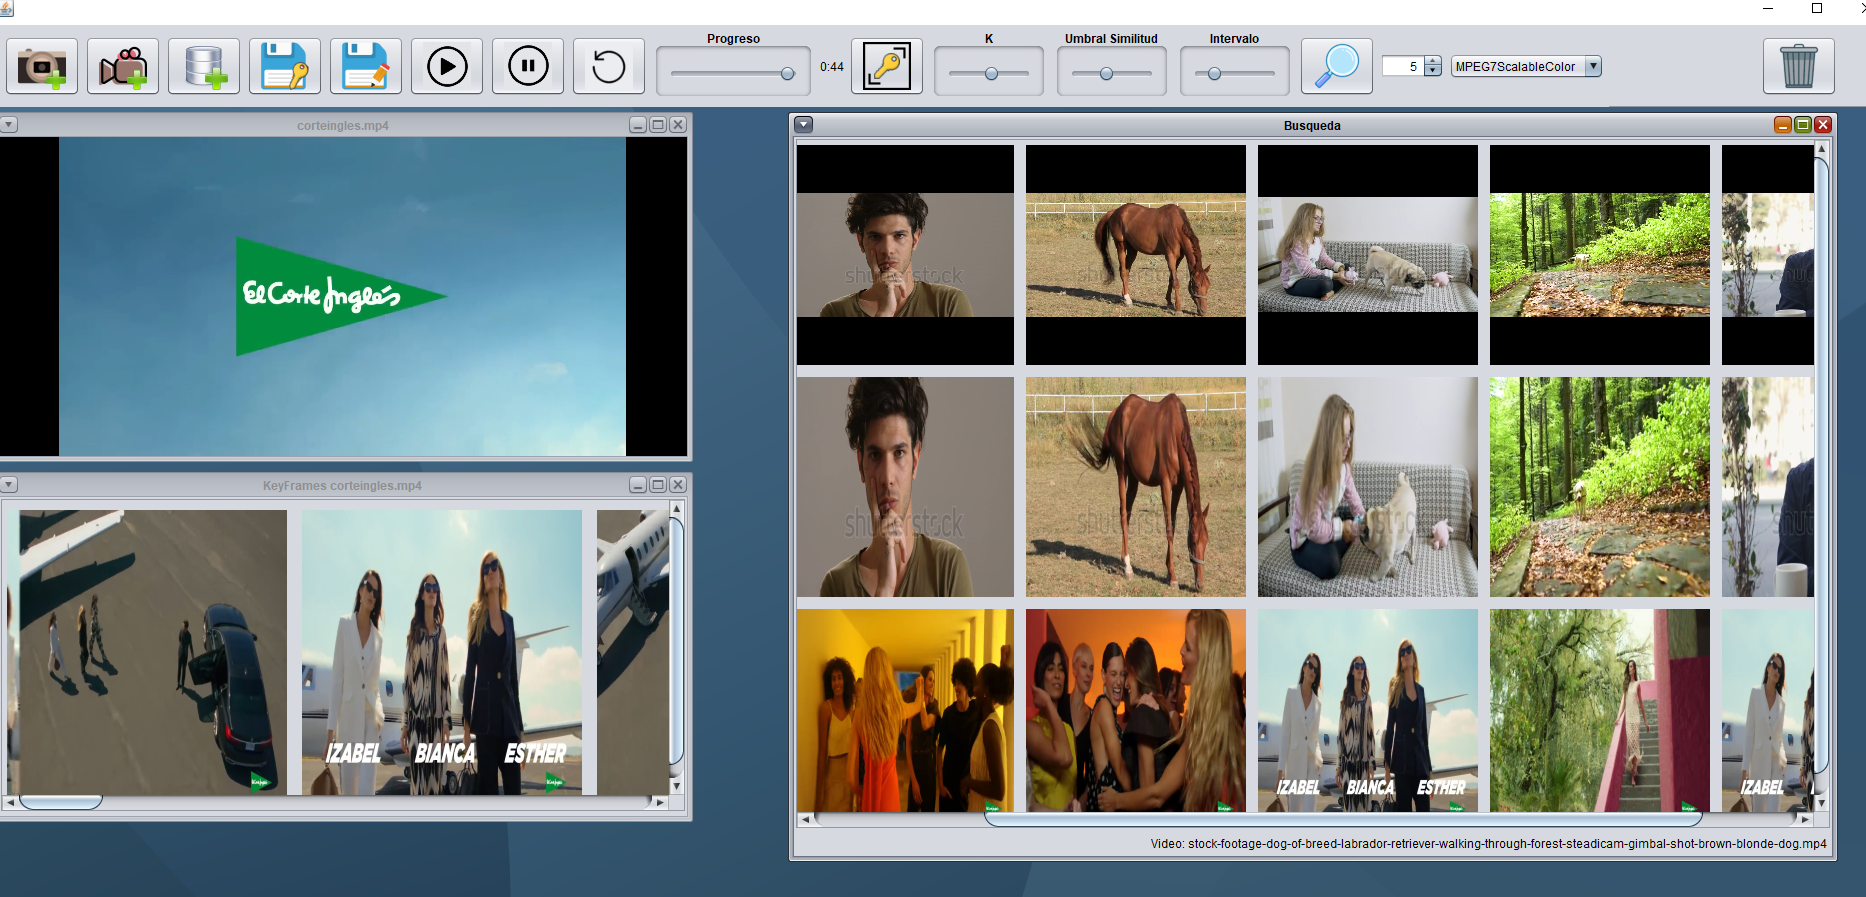 Progreso
0:44
K
Umbral Similitud
Intervalo
5
MPEG7ScalableColor
corteingles.mp4
El Corte Inglés
KeyFrames corteingles.mp4
IZABEL BIANCA ESTHER
Busqueda
shutterstock
shutterstock
IZABEL BIANCA ESTHER
IZABEL
Video: stock-footage-dog-of-breed-labrador-retriever-walking-through-forest-steadicam-gimbal-shot-brown-blonde-dog.mp4